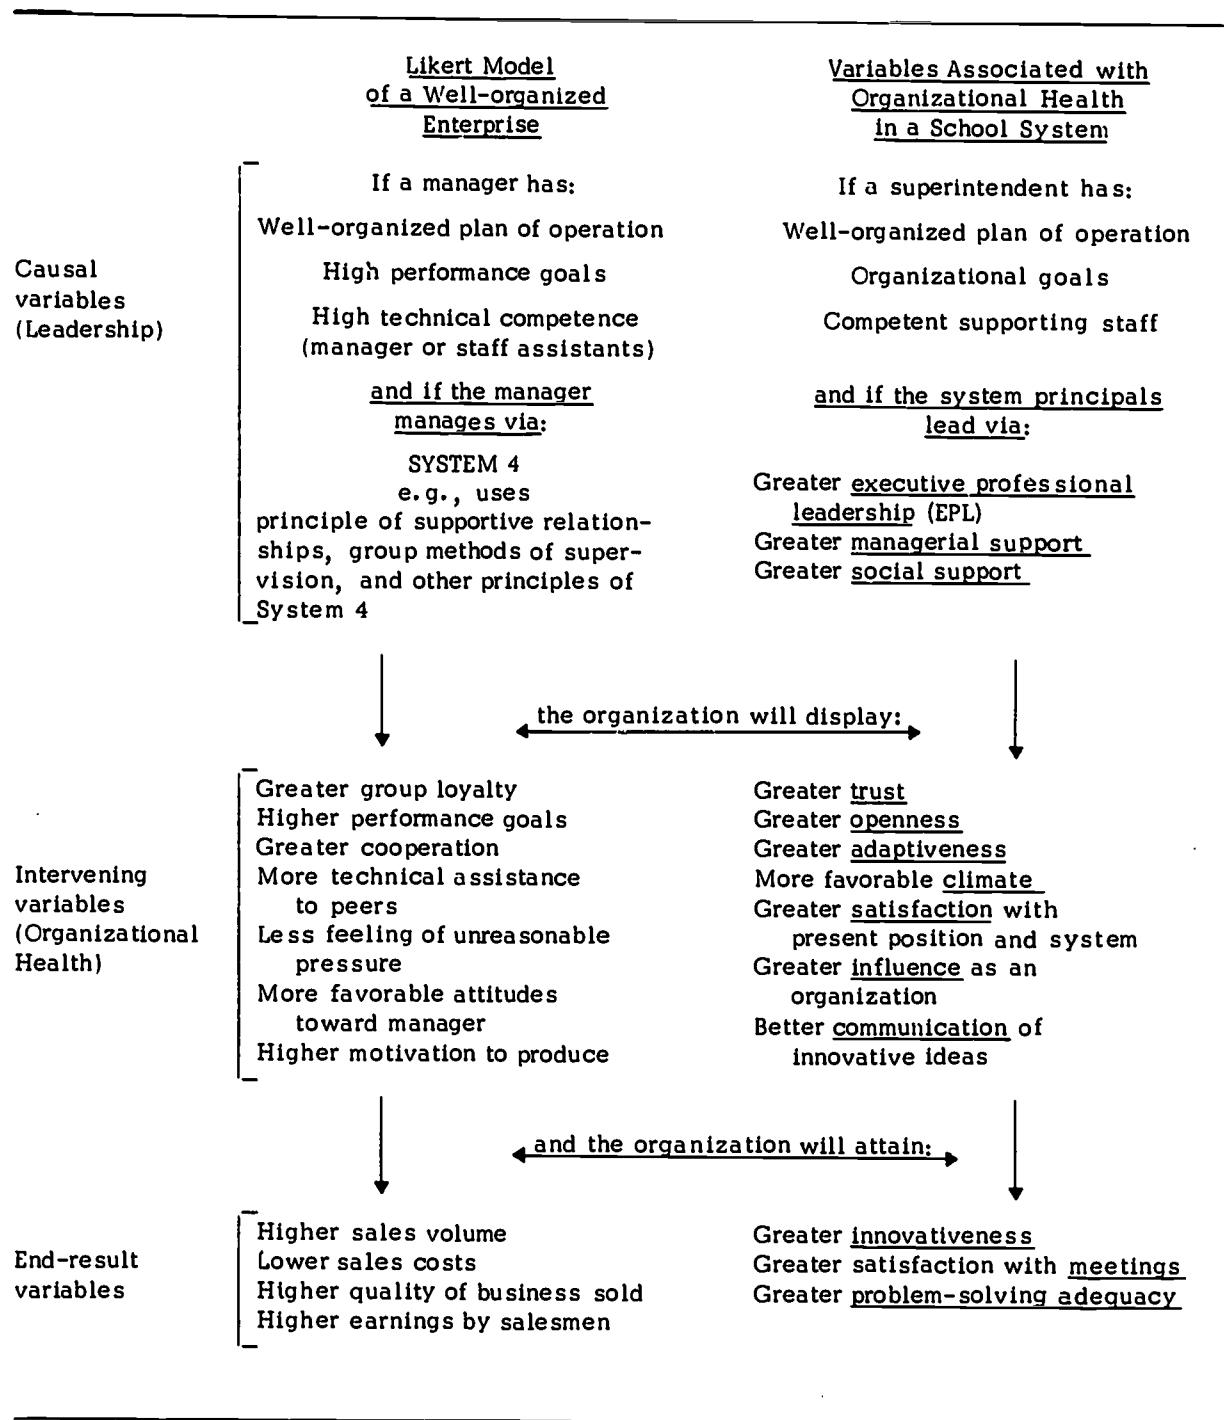 Likert Model
of a Well-organized
Enterprise
Variables Associated with
Organizational Health
in a School System
Causal
variables
(Leadership)
If a manager has:
Well-organized plan of operation
High performance goals
High technical competence
(manager or staff assistants)
and if the manager
manages via:
SYSTEM 4
e.g., uses
principle of supportive relation-
ships, group methods of super-
vision, and other principles of
System 4
If a superintendent has:
Well-organized plan of operation
Organizational goals
Competent supporting staff
and if the system principals
lead via:
Greater executive professional
leadership (EPL)
Greater managerial support
Greater social support
the organization will display:
Intervening
variables
(Organizational
Health)
Greater group loyalty
Higher performance goals
Greater cooperation
More technical assistance
to peers
Less feeling of unreasonable
pressure
More favorable attitudes
toward manager
Higher motivation to produce
Greater trust
Greater openness
Greater adaptiveness
More favorable climate
Greater satisfaction with
present position and system
Greater influence as an
organization
Better communication of
innovative ideas
and the organization will attain:
End-result
variables
Higher sales volume
Lower sales costs
Higher quality of business sold
Higher earnings by salesmen
Greater innovativeness
Greater satisfaction with meetings
Greater problem-solving adequacy